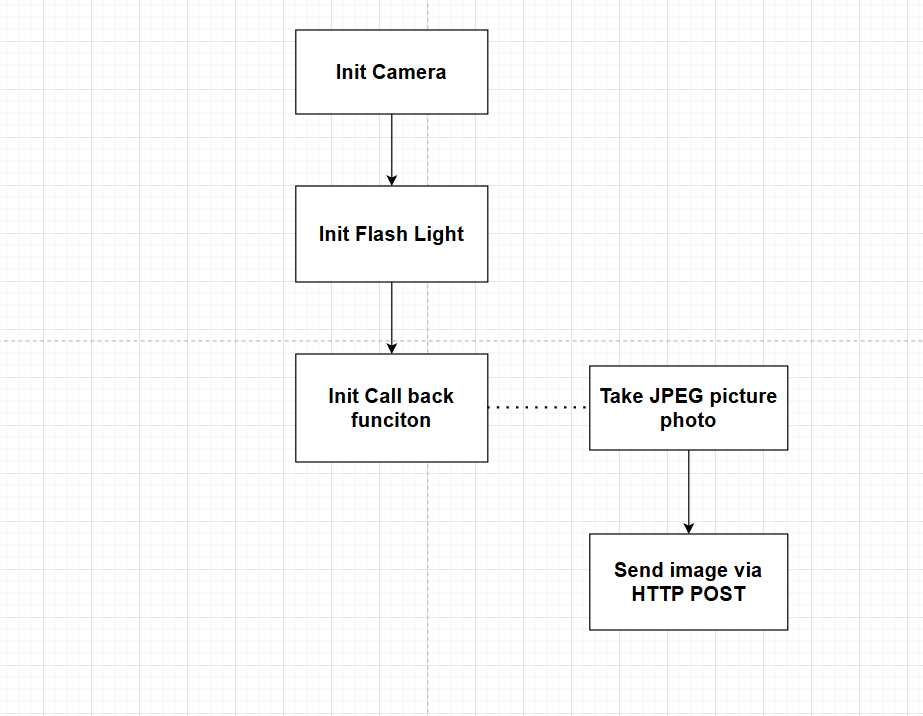 Init Camera
Init Flash Light
Init Call back
funciton
Take JPEG picture
photo
Send image via
HTTP POST